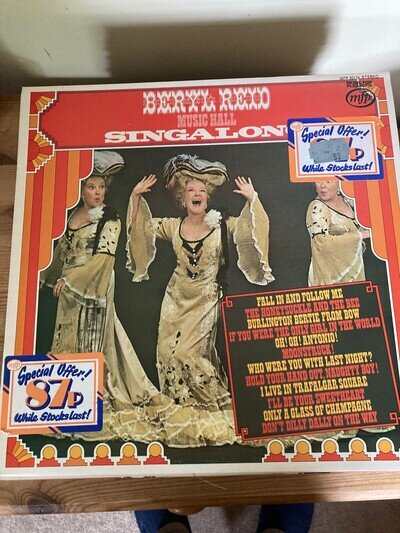 BERYL REID
MUSIC HALL
SINGALONG
STEREO
mfp
Special Offer!
P
82
While Stocks last!
FALL IN AND FOLLOW ME
THE HONEYSUCKLE AND THE BEE
BURLINGTON BERTIE FROM BOW
IF YOU WERE THE ONLY GIRL IN THE WORLD
OH! OH! ANTONIO!
MOONSTRUCK!
WHO WERE YOU WITH LAST NIGHT?
HOLD YOUR HAND OUT, NAUGHTY BOY!
I LIVE IN TRAFALGAR SQUARE
I'LL BE YOUR SWEETHEART
ONLY A GLASS OF CHAMPAGNE
DON'T DILLY DALLY ON THE WAY
Special Offer!
87p
While Stocks last!